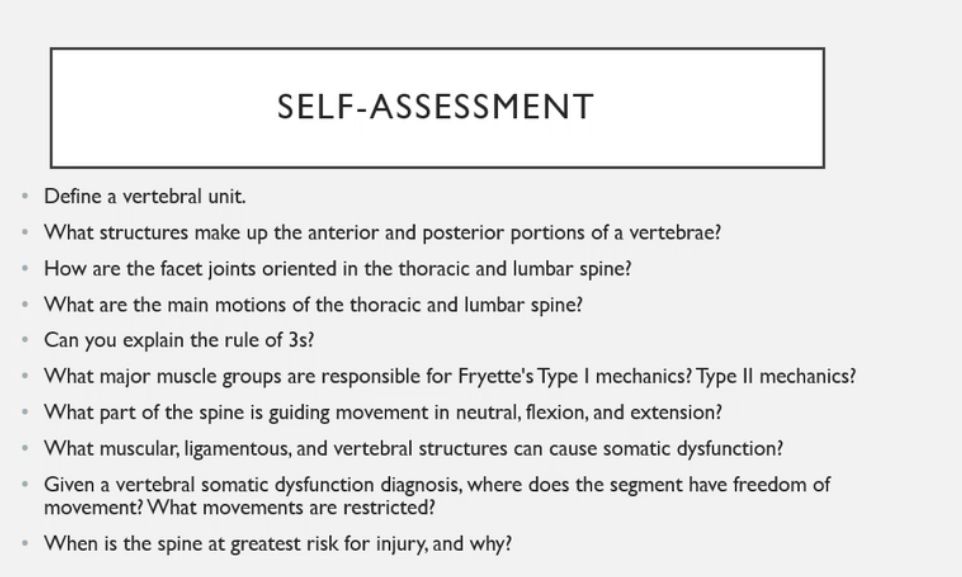 SELF-ASSESSMENT
• Define a vertebral unit.
• What structures make up the anterior and posterior portions of a vertebrae?
• How are the facet joints oriented in the thoracic and lumbar spine?
• What are the main motions of the thoracic and lumbar spine?
• Can you explain the rule of 3s?
• What major muscle groups are responsible for Fryette's Type I mechanics? Type II mechanics?
• What part of the spine is guiding movement in neutral, flexion, and extension?
• What muscular, ligamentous, and vertebral structures can cause somatic dysfunction?
• Given a vertebral somatic dysfunction diagnosis, where does the segment have freedom of
movement? What movements are restricted?
• When is the spine at greatest risk for injury, and why?